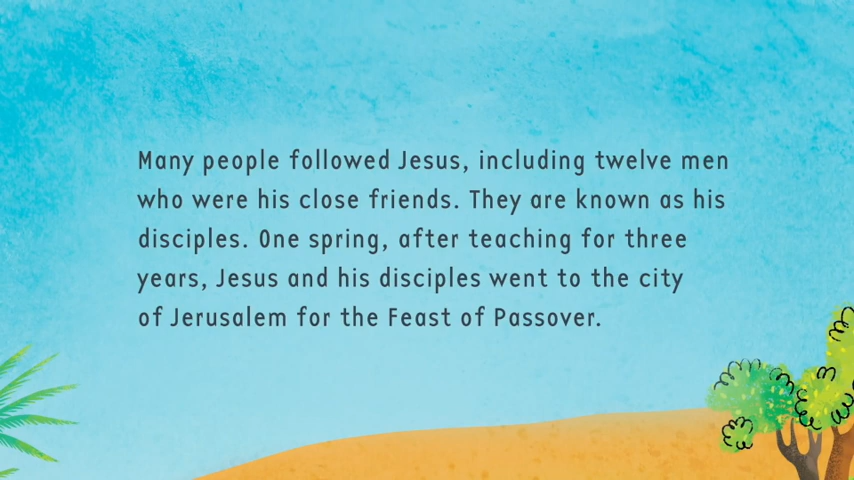 Many people followed Jesus, including twelve men
who were his close friends. They are known as his
disciples. One spring, after teaching for three
years, Jesus and his disciples went to the city
of Jerusalem for the Feast of Passover.